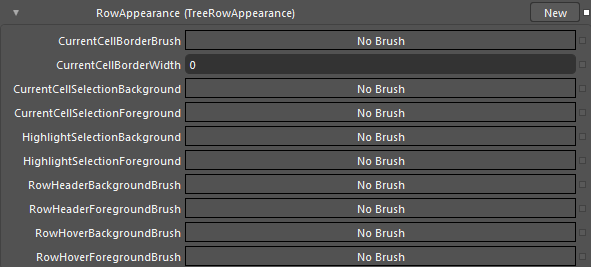 RowAppearance (TreeRowAppearance) New
CurrentCellBorderBrush No Brush
CurrentCellBorderWidth 0
CurrentCellSelectionBackground No Brush
CurrentCellSelectionForeground No Brush
HighlightSelectionBackground No Brush
HighlightSelectionForeground No Brush
RowHeaderBackgroundBrush No Brush
RowHeaderForegroundBrush No Brush
RowHoverBackgroundBrush No Brush
RowHoverForegroundBrush No Brush